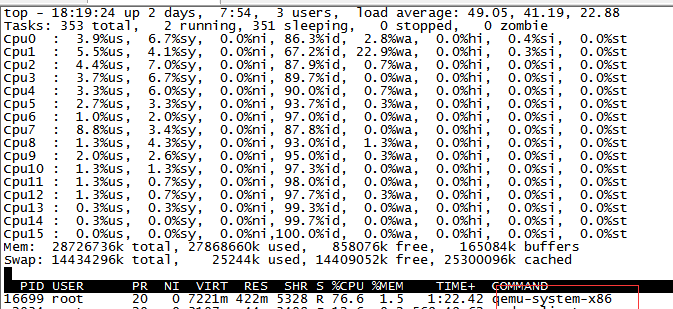 top - 18:19:24 up 2 days,  7:54,  3 users,  load average: 49.05, 41.19, 22.88
Tasks: 353 total,   2 running, 351 sleeping,   0 stopped,   0 zombie
Cpu0  :  3.9%us,  6.7%sy,  0.0%ni, 86.3%id,  2.8%wa,  0.0%hi,  0.4%si,  0.0%st
Cpu1  :  5.5%us,  4.1%sy,  0.0%ni, 67.2%id, 22.9%wa,  0.0%hi,  0.3%si,  0.0%st
Cpu2  :  4.4%us,  7.0%sy,  0.0%ni, 87.9%id,  0.7%wa,  0.0%hi,  0.0%si,  0.0%st
Cpu3  :  3.7%us,  6.7%sy,  0.0%ni, 89.7%id,  0.0%wa,  0.0%hi,  0.0%si,  0.0%st
Cpu4  :  3.3%us,  6.0%sy,  0.0%ni, 90.0%id,  0.7%wa,  0.0%hi,  0.0%si,  0.0%st
Cpu5  :  2.7%us,  3.3%sy,  0.0%ni, 93.7%id,  0.3%wa,  0.0%hi,  0.0%si,  0.0%st
Cpu6  :  1.0%us,  2.0%sy,  0.0%ni, 97.0%id,  0.0%wa,  0.0%hi,  0.0%si,  0.0%st
Cpu7  :  8.8%us,  3.4%sy,  0.0%ni, 87.8%id,  0.0%wa,  0.0%hi,  0.0%si,  0.0%st
Cpu8  :  1.3%us,  4.3%sy,  0.0%ni, 93.0%id,  1.3%wa,  0.0%hi,  0.0%si,  0.0%st
Cpu9  :  2.0%us,  2.6%sy,  0.0%ni, 95.0%id,  0.3%wa,  0.0%hi,  0.0%si,  0.0%st
Cpu10 :  1.3%us,  1.3%sy,  0.0%ni, 97.3%id,  0.0%wa,  0.0%hi,  0.0%si,  0.0%st
Cpu11 :  1.3%us,  0.7%sy,  0.0%ni, 98.0%id,  0.0%wa,  0.0%hi,  0.0%si,  0.0%st
Cpu12 :  1.3%us,  0.7%sy,  0.0%ni, 97.7%id,  0.3%wa,  0.0%hi,  0.0%si,  0.0%st
Cpu13 :  0.3%us,  0.3%sy,  0.0%ni, 99.3%id,  0.0%wa,  0.0%hi,  0.0%si,  0.0%st
Cpu14 :  0.3%us,  0.0%sy,  0.0%ni, 99.7%id,  0.0%wa,  0.0%hi,  0.0%si,  0.0%st
Cpu15 :  0.0%us,  0.0%sy,  0.0%ni,100.0%id,  0.0%wa,  0.0%hi,  0.0%si,  0.0%st
Mem:  28726736k total, 27868660k used,   858076k free,   165084k buffers
Swap: 14434296k total,    25244k used, 14409052k free, 25300096k cached
PID USER      PR  NI  VIRT  RES  SHR S %CPU %MEM    TIME+  COMMAND
16699 root      20   0 7221m 422m 5328 R 76.6  1.5   1:22.42 qemu-system-x86